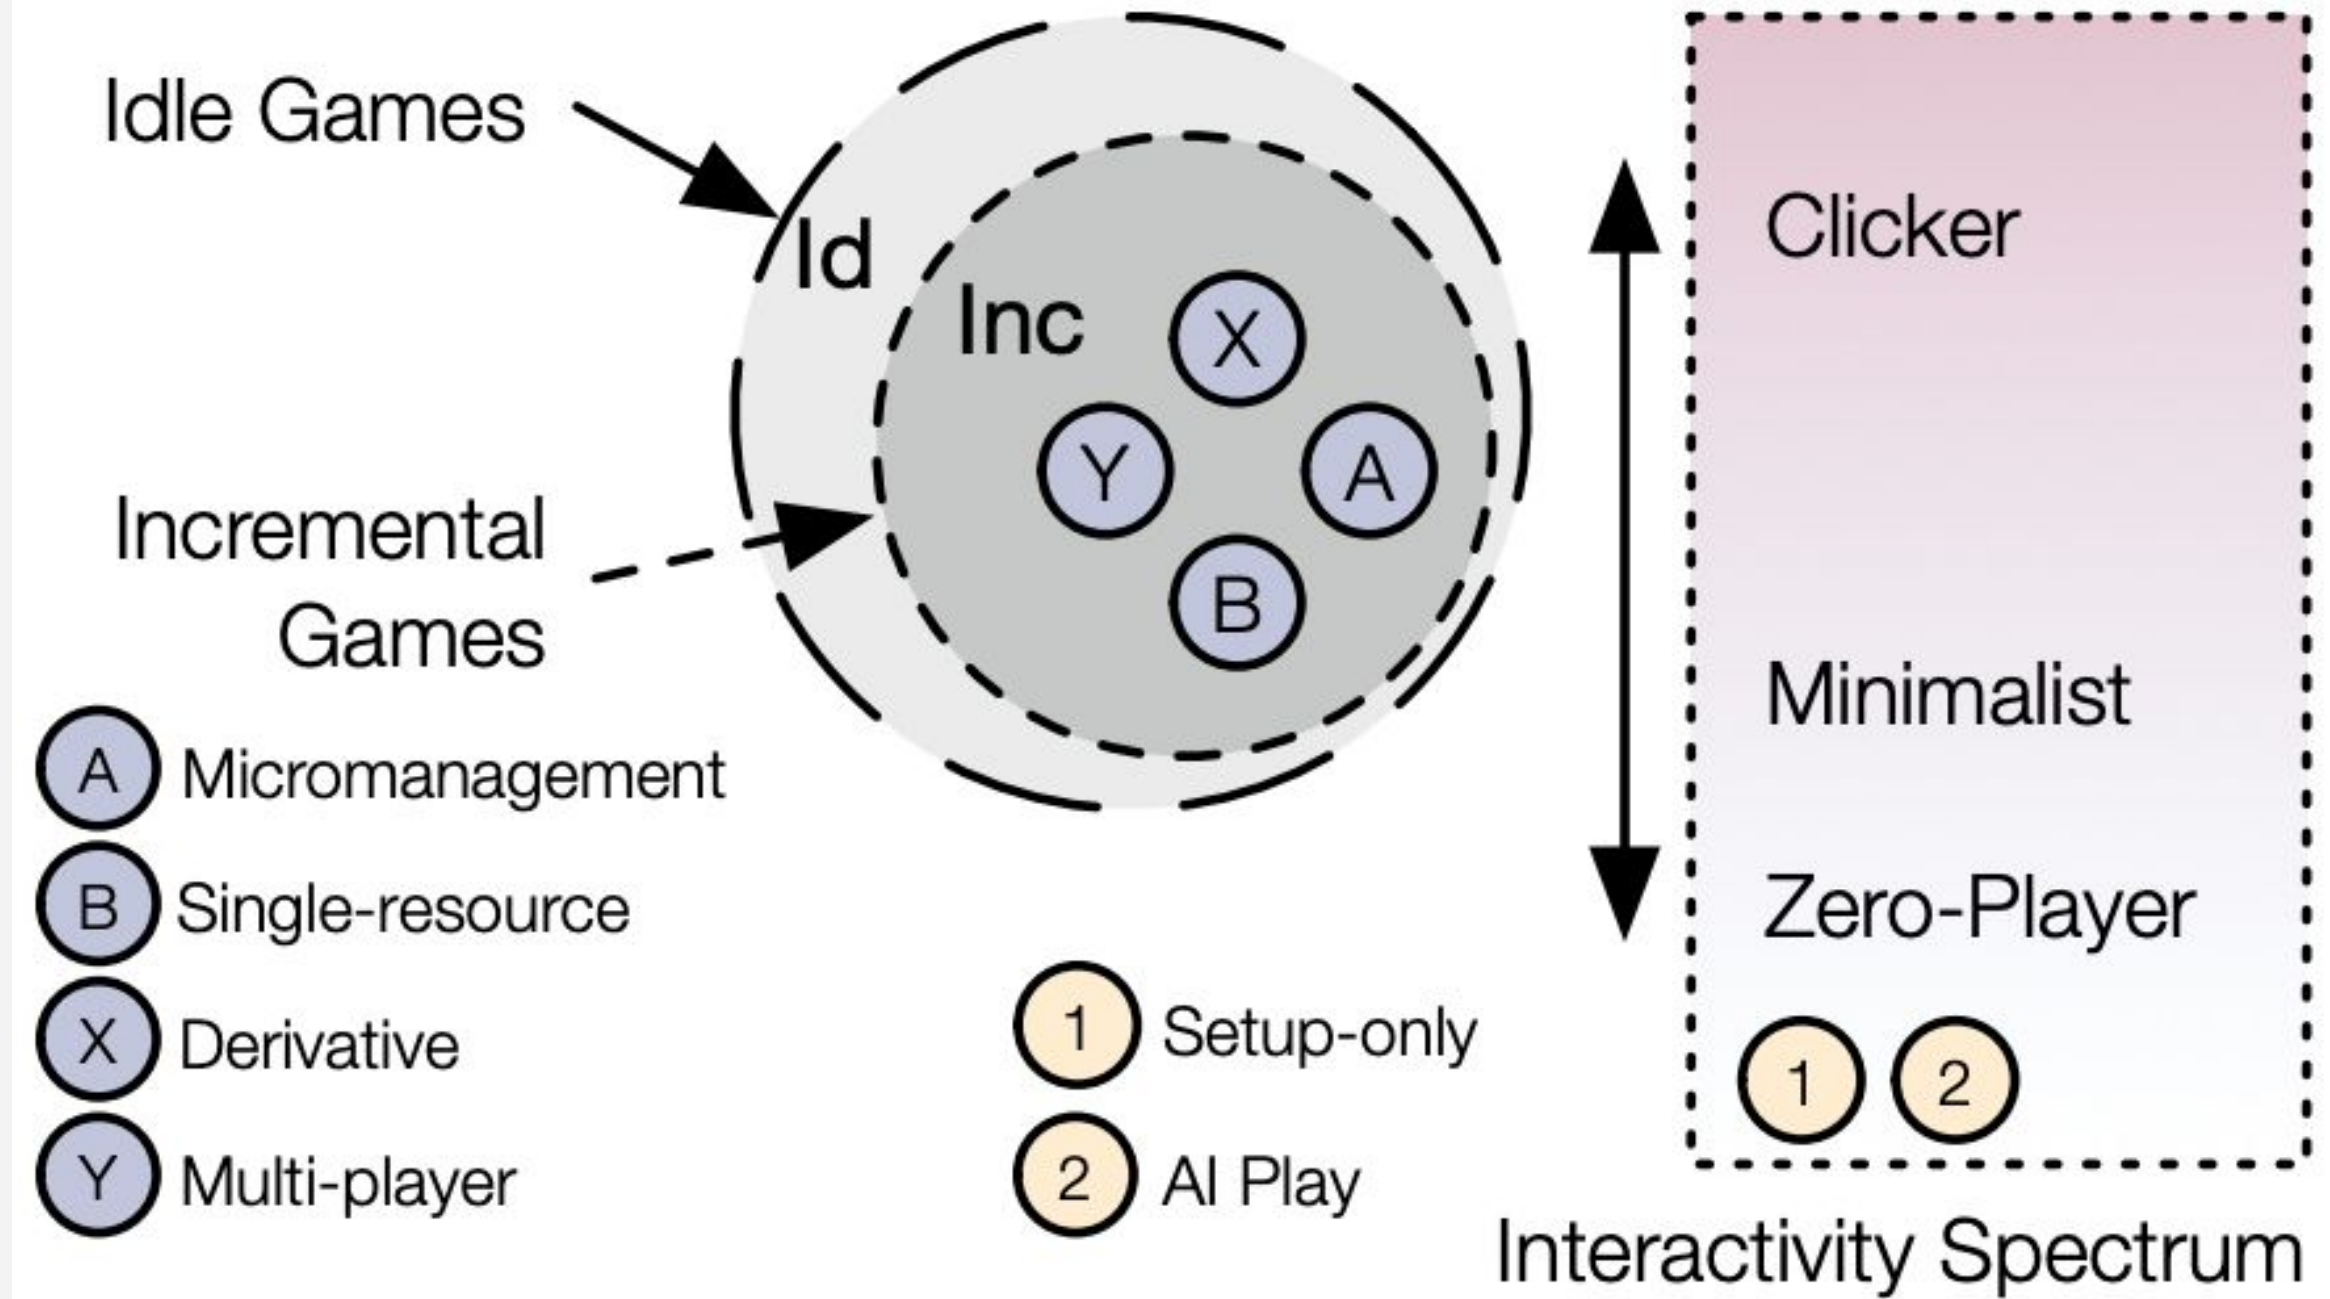 Idle Games
Id
Inc
X
Y
A
B
Incremental
Games
A Micromanagement
B Single-resource
X Derivative
Y Multi-player
1 Setup-only
2 AI Play
Clicker
Minimalist
Zero-Player
1 2
Interactivity Spectrum